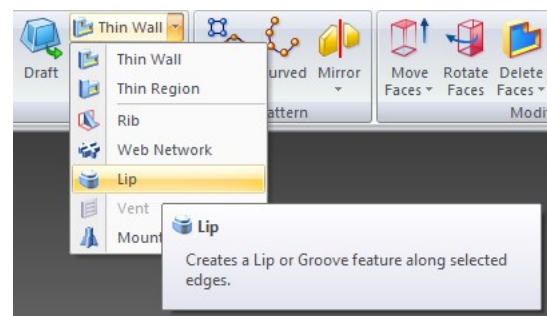 Thin Wall
Draft
Thin Wall
Thin Region
Rib
Web Network
Lip
Vent
Mount
urved Mirror
attern
Move Rotate Delete
Faces Faces Faces
Modi
Lip
Creates a Lip or Groove feature along selected
edges.